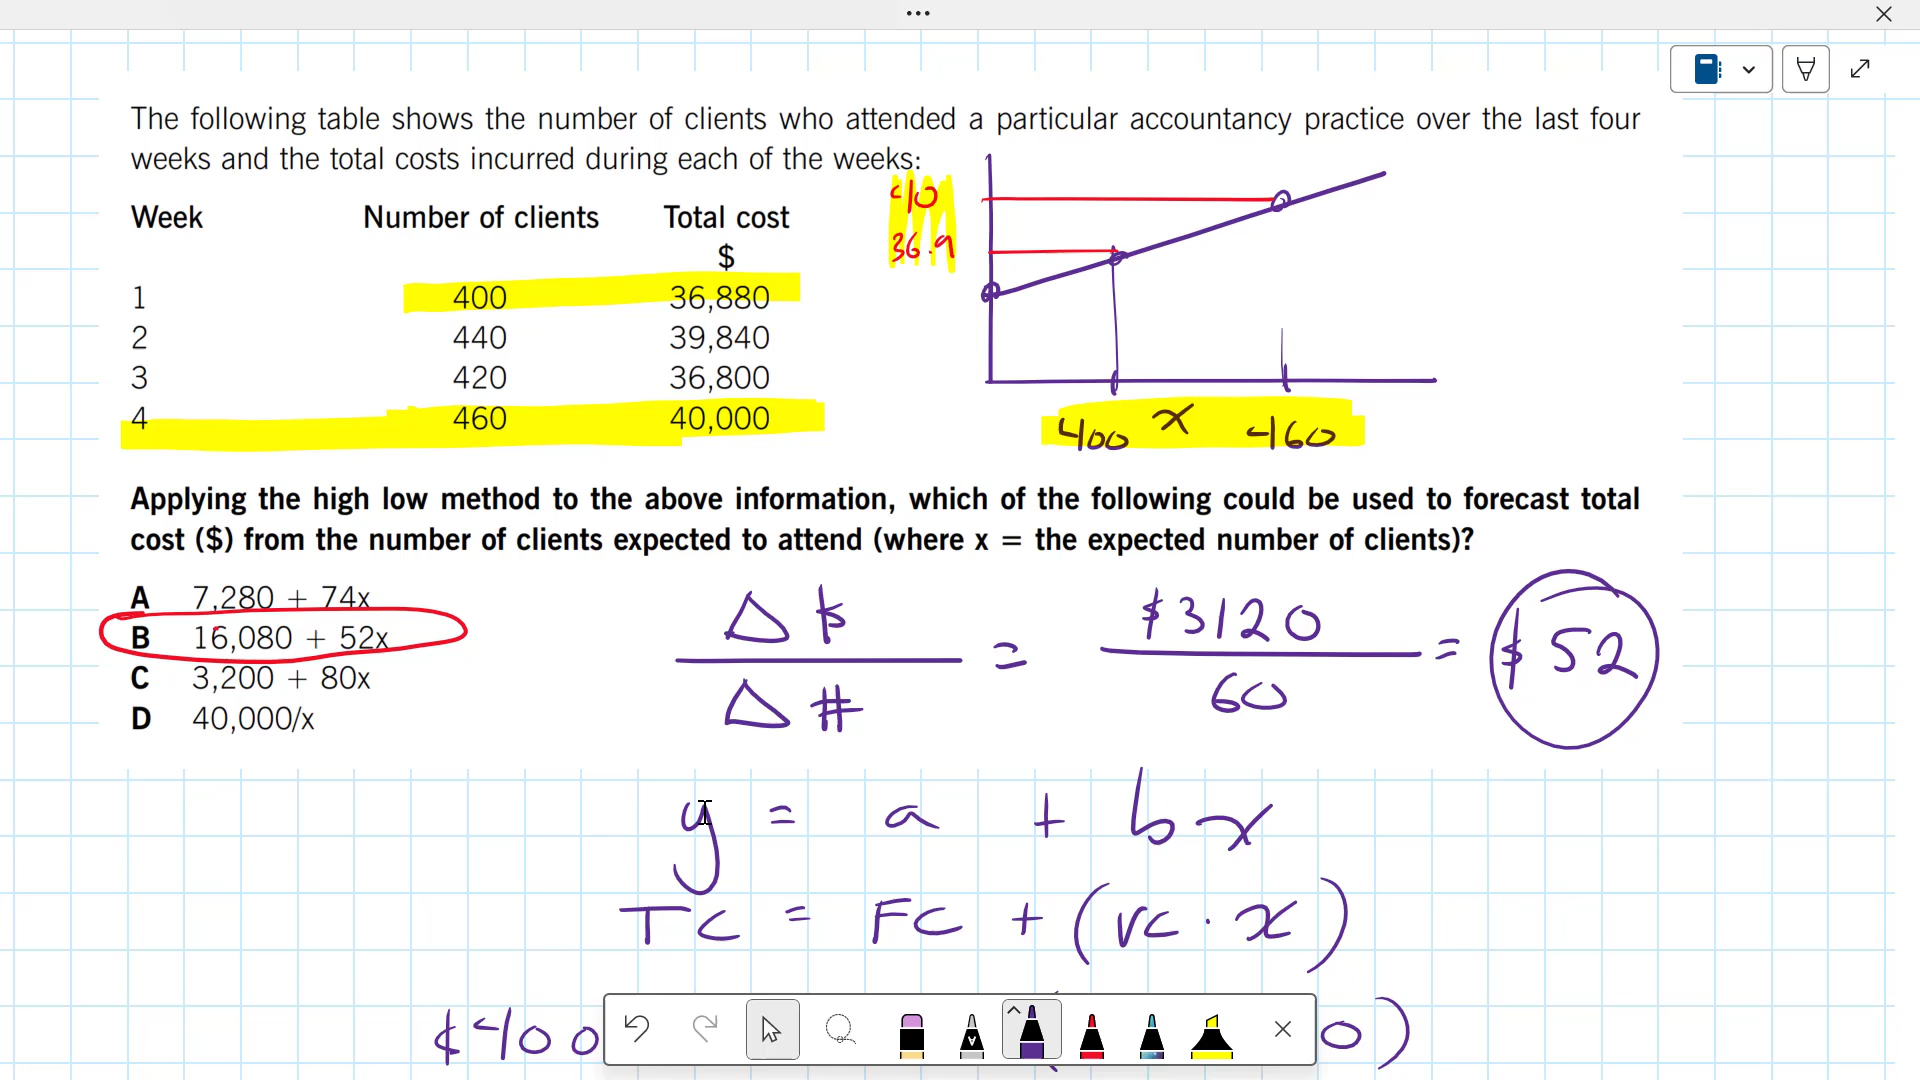 The following table shows the number of clients who attended a particular accountancy practice over the last four
weeks and the total costs incurred during each of the weeks:
Week Number of clients Total cost
$
1 400 36,880
2 440 39,840
3 420 36,800
4 460 40,000
40
36.9
400 x 460
Applying the high low method to the above information, which of the following could be used to forecast total
cost ($) from the number of clients expected to attend (where x = the expected number of clients)?
A 7,280 + 74x
B 16,080 + 52x
C 3,200 + 80x
D 40,000/x
Δ $ = $3120 = $52
Δ # 60
y = a + bx
TC = FC + (VC · x)
$400 0)